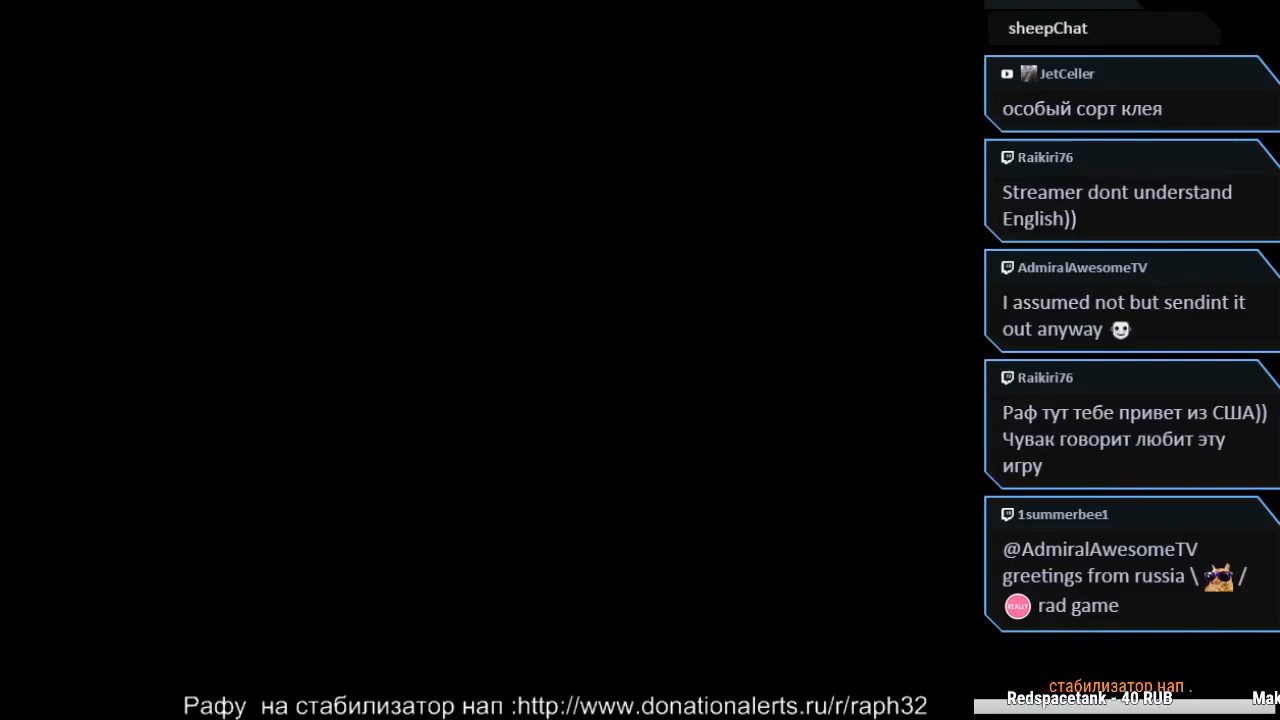 sheepChat
JetCeller
особый сорт клея
Raikiri76
Streamer dont understand
English))
AdmiralAwesomeTV
I assumed not but sendint it
out anyway
Raikiri76
Раф тут тебе привет из США))
Чувак говорит любит эту
игру
1summerbee1
@AdmiralAwesomeTV
greetings from russia \ /
REALLY rad game
стабилизатор нап .
Redspacetank - 40 RUB Mak
Рафу на стабилизатор нап :http://www.donationalerts.ru/r/raph32